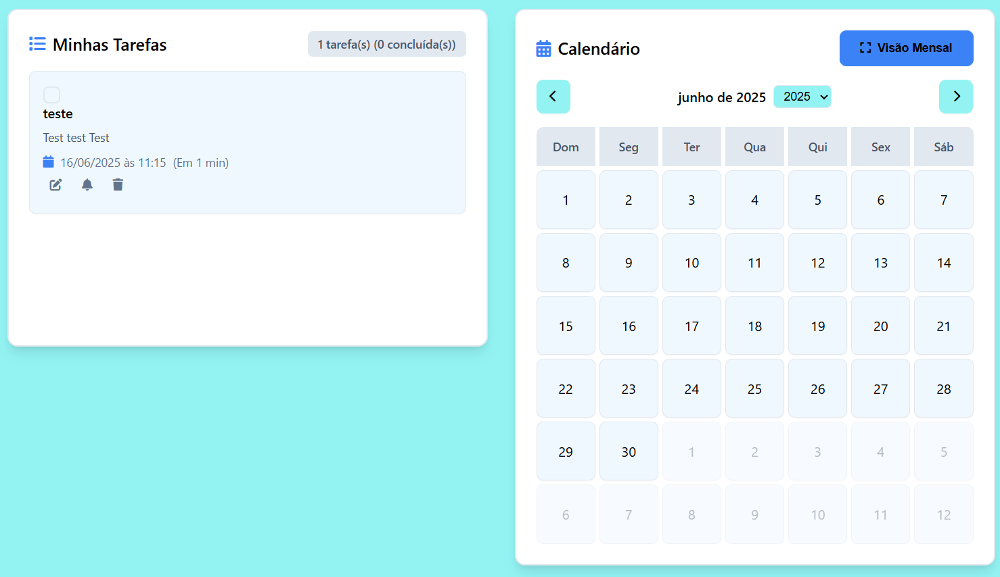 Minhas Tarefas
1 tarefa(s) (0 concluída(s))
teste
Test test Test
16/06/2025 às 11:15 (Em 1 min)
Calendário
Visão Mensal
junho de 2025 2025
Dom Seg Ter Qua Qui Sex Sáb
1 2 3 4 5 6 7
8 9 10 11 12 13 14
15 16 17 18 19 20 21
22 23 24 25 26 27 28
29 30 1 2 3 4 5
6 7 8 9 10 11 12